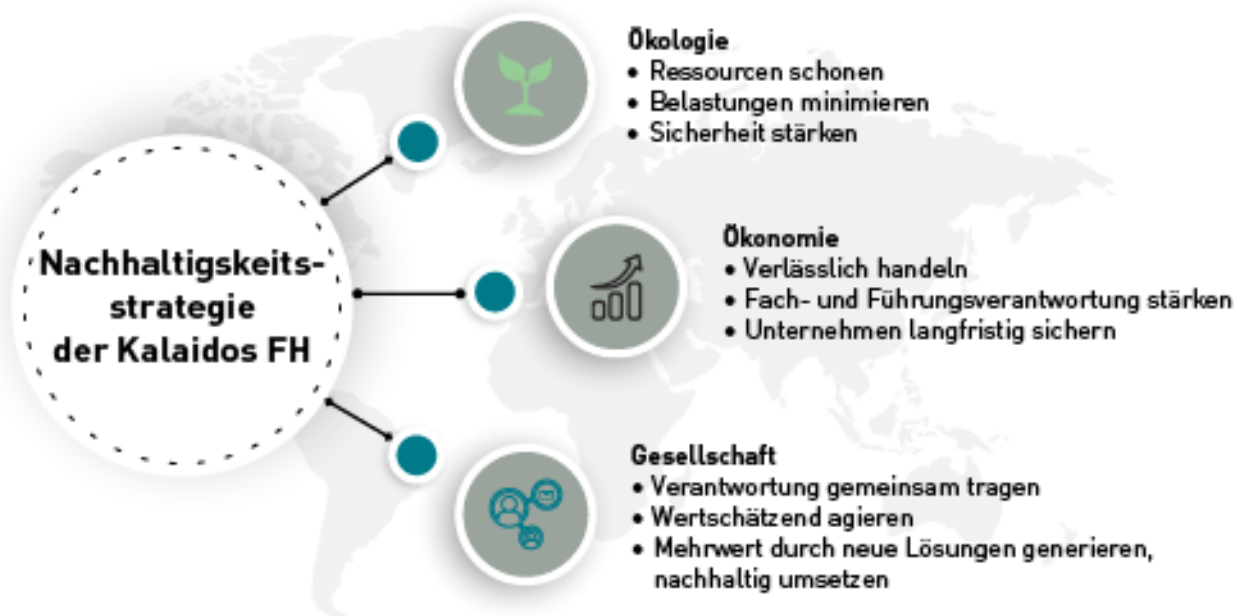 Nachhaltigskeits-
strategie
der Kalaidos FH
Ökologie
• Ressourcen schonen
• Belastungen minimieren
• Sicherheit stärken
Ökonomie
• Verlässlich handeln
• Fach- und Führungsverantwortung stärken
• Unternehmen langfristig sichern
Gesellschaft
• Verantwortung gemeinsam tragen
• Wertschätzend agieren
• Mehrwert durch neue Lösungen generieren,
nachhaltig umsetzen